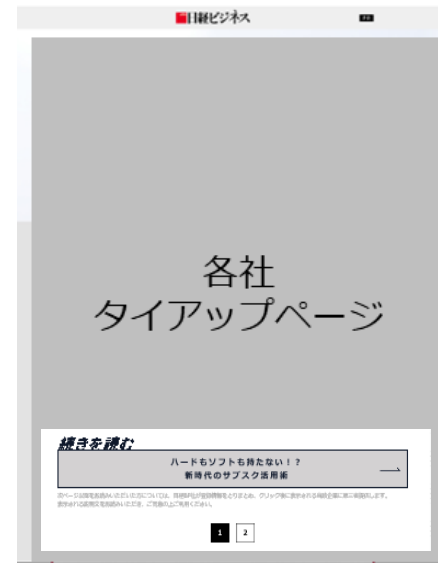 日経ビジネス
PR
各社
タイアップページ
続きを読む
ハードもソフトも持たない！？
新時代のサブスク活用術
1 2